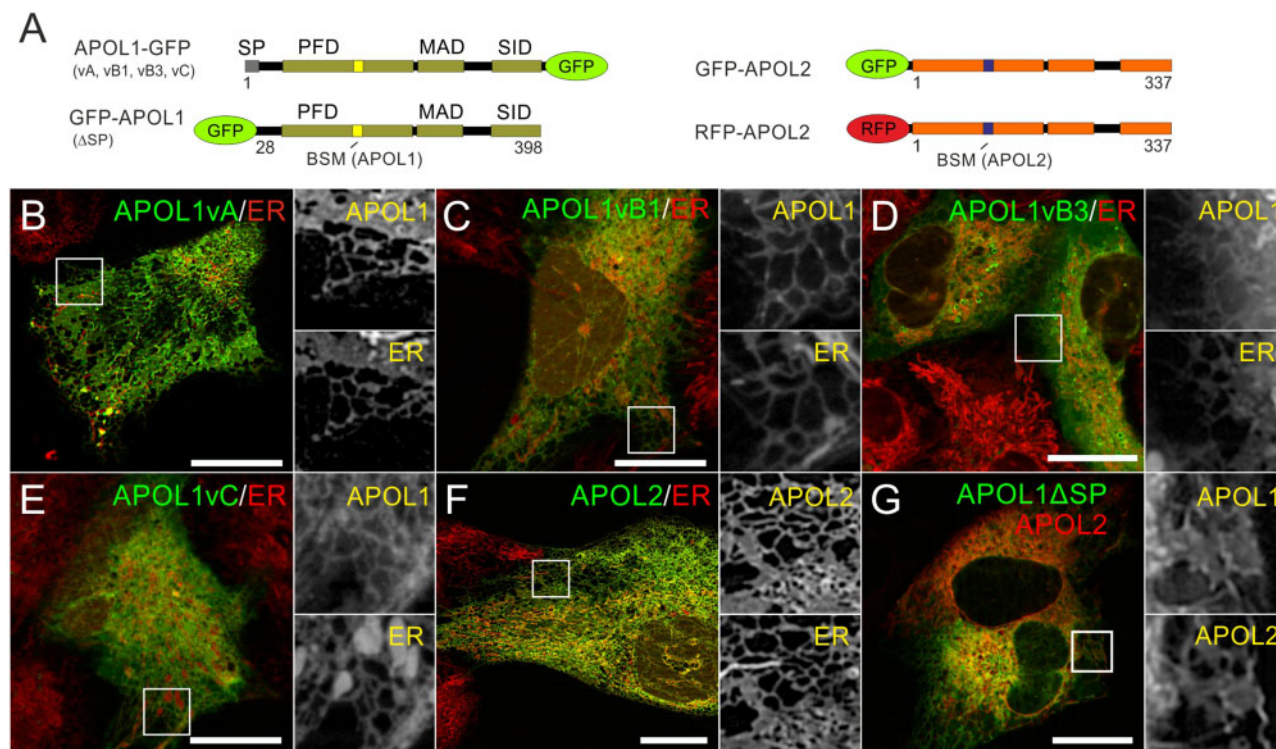 A
APOL1-GFP
(vA, vB1, vB3, vC)
SP PFD MAD SID
GFP
1
GFP-APOL1
(ΔSP)
GFP
PFD MAD SID
28
398
BSM (APOL1)
GFP-APOL2
GFP
1
337
RFP-APOL2
RFP
1
337
BSM (APOL2)
B
APOL1vA/ER
APOL1
ER
C
APOL1vB1/ER
APOL1
ER
D
APOL1vB3/ER
APOL1
ER
E
APOL1vC/ER
APOL1
ER
F
APOL2/ER
APOL2
ER
G
APOL1ΔSP
APOL2
APOL1
APOL2